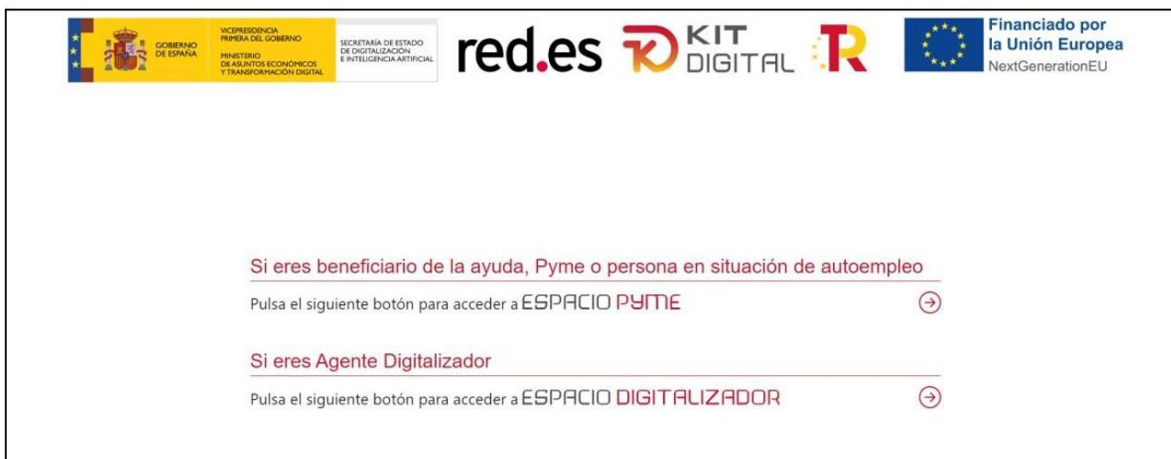 GOBIERNO
DE ESPAÑA
VICEPRESIDENCIA
PRIMERA DEL GOBIERNO
MINISTERIO
DE ASUNTOS ECONÓMICOS
Y TRANSFORMACIÓN DIGITAL
SECRETARÍA DE ESTADO
DE DIGITALIZACIÓN
E INTELIGENCIA ARTIFICIAL
red.es
KIT
DIGITAL
R
Financiado por
la Unión Europea
NextGenerationEU
Si eres beneficiario de la ayuda, Pyme o persona en situación de autoempleo
Pulsa el siguiente botón para acceder a ESPACIO PYME
Si eres Agente Digitalizador
Pulsa el siguiente botón para acceder a ESPACIO DIGITALIZADOR